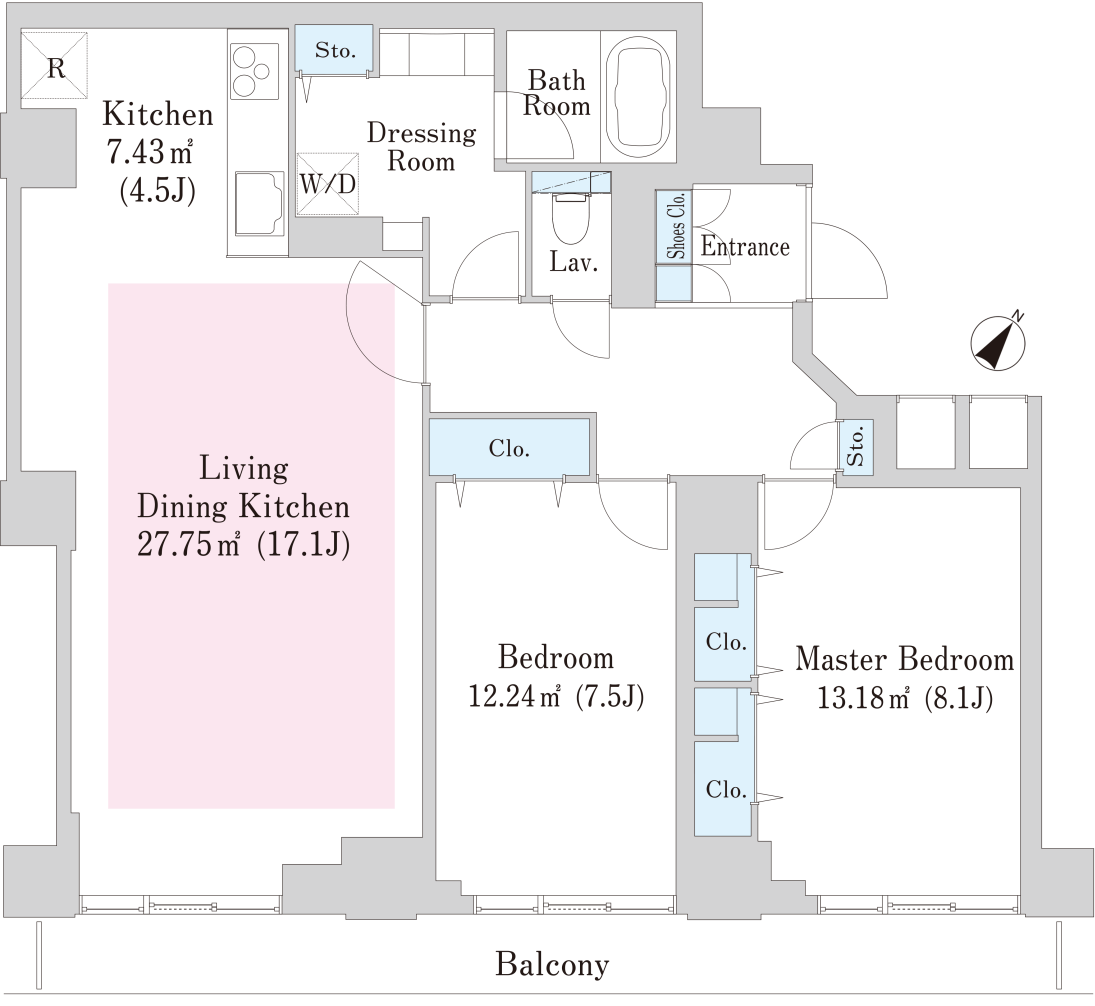 Sto.
R
Kitchen
7.43㎡
(4.5J)
Bath
Room
Dressing
Room
W/D
Lav.
Shoes Clo.
Entrance
N
Clo.
Sto.
Living
Dining Kitchen
27.75㎡ (17.1J)
Bedroom
12.24㎡ (7.5J)
Clo.
Clo.
Master Bedroom
13.18㎡ (8.1J)
Balcony